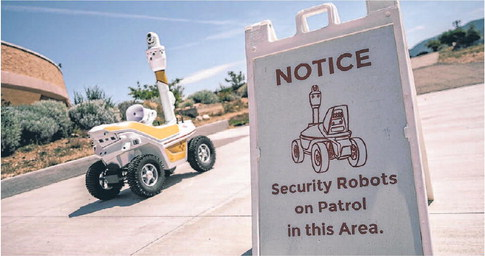 NOTICE
Security Robots
on Patrol
in this Area.